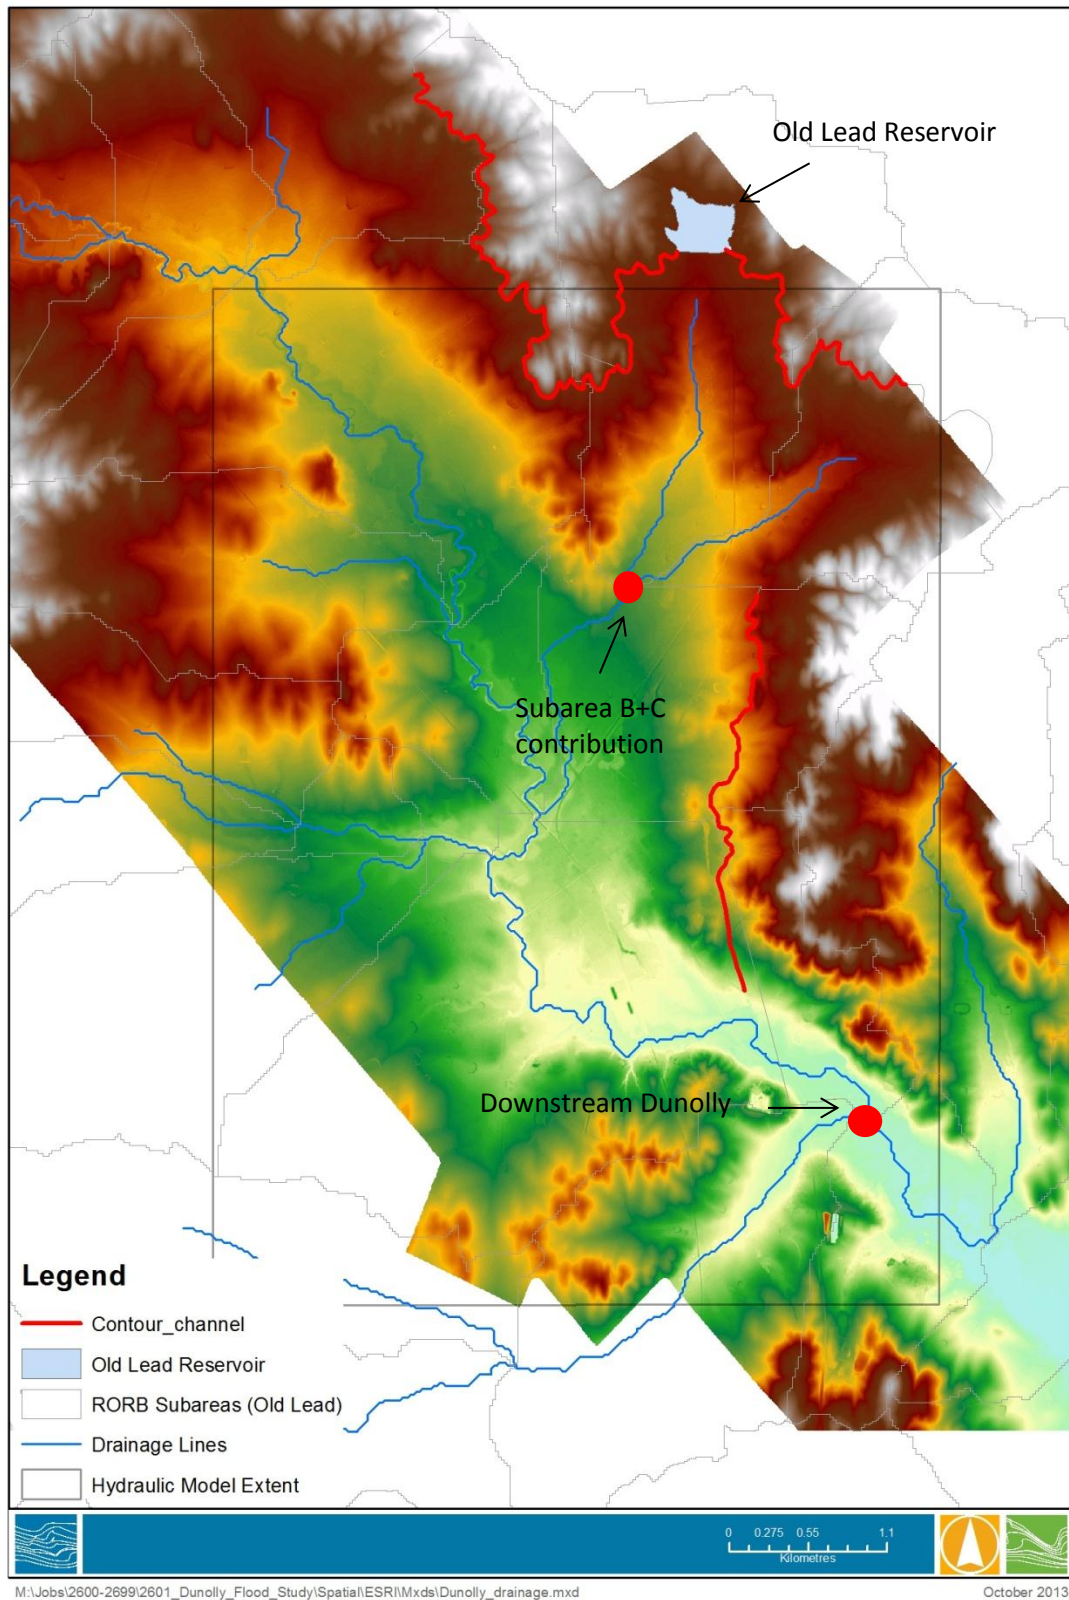 Old Lead Reservoir
Subarea B+C
contribution
Downstream Dunolly
Legend
Contour_channel
Old Lead Reservoir
RORB Subareas (Old Lead)
Drainage Lines
Hydraulic Model Extent
0 0.275 0.55 1.1
Kilometres
M:\Jobs\2600-2699\2601_Dunolly_Flood_Study\Spatial\ESRI\Mxds\Dunolly_drainage.mxd
October 2013